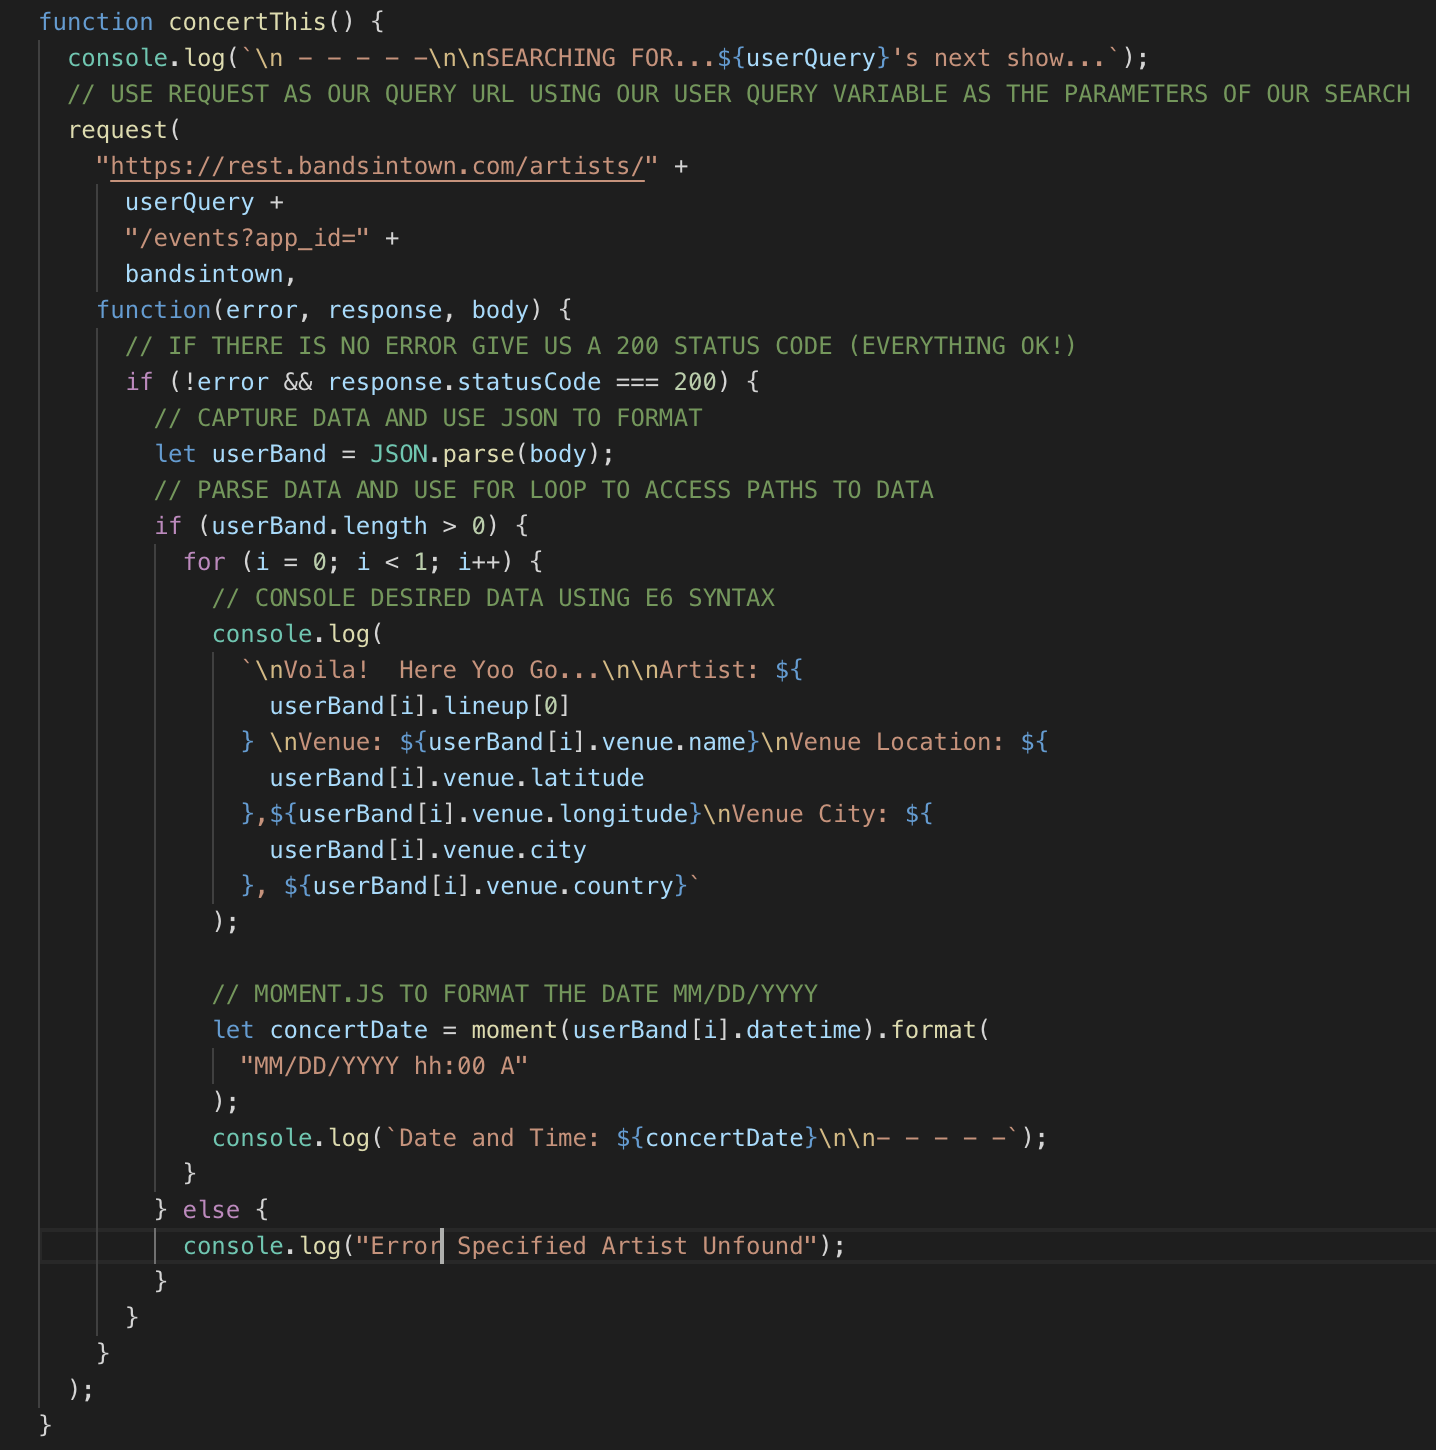 function concertThis() {
  console.log(`\n - - - - -\n\nSEARCHING FOR...${userQuery}'s next show...`);
  // USE REQUEST AS OUR QUERY URL USING OUR USER QUERY VARIABLE AS THE PARAMETERS OF OUR SEARCH
  request(
    "https://rest.bandsintown.com/artists/" +
      userQuery +
      "/events?app_id=" +
      bandsintown,
    function(error, response, body) {
      // IF THERE IS NO ERROR GIVE US A 200 STATUS CODE (EVERYTHING OK!)
      if (!error && response.statusCode === 200) {
        // CAPTURE DATA AND USE JSON TO FORMAT
        let userBand = JSON.parse(body);
        // PARSE DATA AND USE FOR LOOP TO ACCESS PATHS TO DATA
        if (userBand.length > 0) {
          for (i = 0; i < 1; i++) {
            // CONSOLE DESIRED DATA USING E6 SYNTAX
            console.log(
              `\nVoila!  Here Yoo Go...\n\nArtist: ${
                userBand[i].lineup[0]
              } \nVenue: ${userBand[i].venue.name}\nVenue Location: ${
                userBand[i].venue.latitude
              },${userBand[i].venue.longitude}\nVenue City: ${
                userBand[i].venue.city
              }, ${userBand[i].venue.country}`
            );

            // MOMENT.JS TO FORMAT THE DATE MM/DD/YYYY
            let concertDate = moment(userBand[i].datetime).format(
              "MM/DD/YYYY hh:00 A"
            );
            console.log(`Date and Time: ${concertDate}\n\n- - - - -`);
          }
        } else {
          console.log("Error Specified Artist Unfound");
        }
      }
    }
  );
}